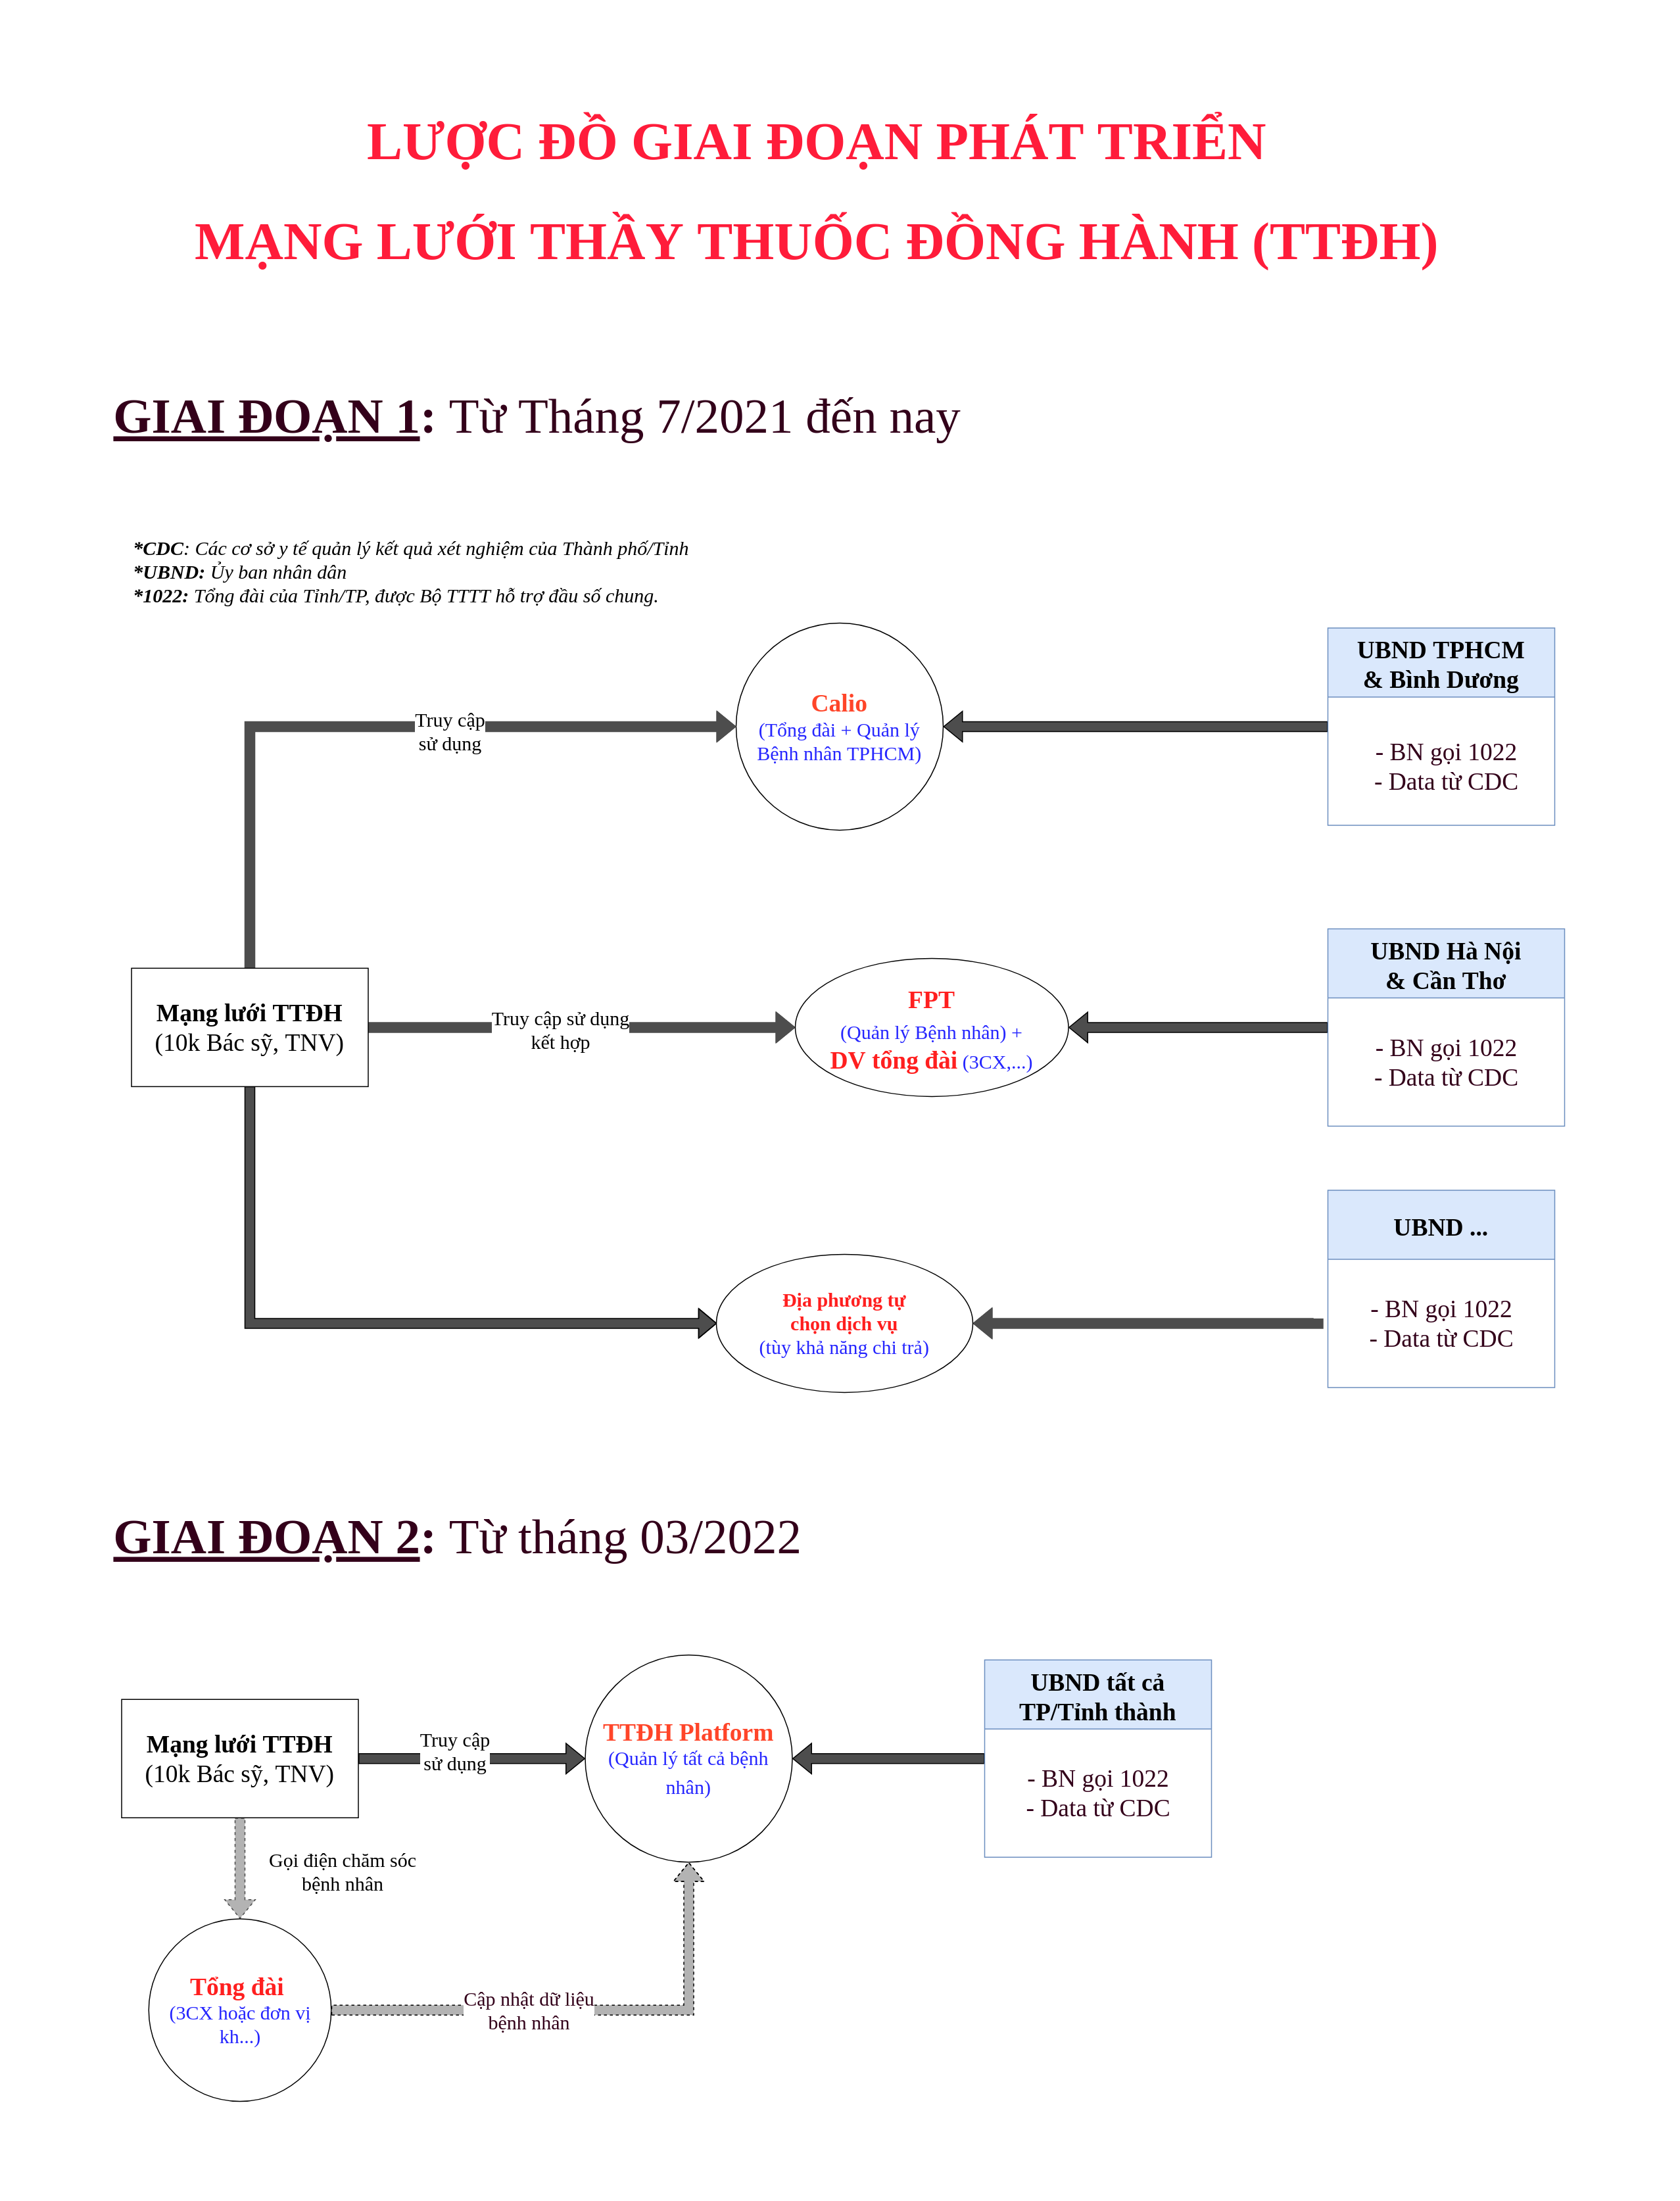 LƯỢC ĐỒ GIAI ĐOẠN PHÁT TRIỂN
MẠNG LƯỚI THẦY THUỐC ĐỒNG HÀNH (TTĐH)
GIAI ĐOẠN 1: Từ Tháng 7/2021 đến nay
*CDC: Các cơ sở y tế quản lý kết quả xét nghiệm của Thành phố/Tỉnh
*UBND: Ủy ban nhân dân
*1022: Tổng đài của Tỉnh/TP, được Bộ TTTT hỗ trợ đầu số chung.
Truy cập
sử dụng
Calio
(Tổng đài + Quản lý
Bệnh nhân TPHCM)
UBND TPHCM
& Bình Dương
- BN gọi 1022
- Data từ CDC
Mạng lưới TTĐH
(10k Bác sỹ, TNV)
Truy cập sử dụng
kết hợp
FPT
(Quản lý Bệnh nhân) +
DV tổng đài (3CX,...)
UBND Hà Nội
& Cần Thơ
- BN gọi 1022
- Data từ CDC
Địa phương tự
chọn dịch vụ
(tùy khả năng chi trả)
UBND ...
- BN gọi 1022
- Data từ CDC
GIAI ĐOẠN 2: Từ tháng 03/2022
Mạng lưới TTĐH
(10k Bác sỹ, TNV)
Truy cập
sử dụng
TTĐH Platform
(Quản lý tất cả bệnh
nhân)
UBND tất cả
TP/Tỉnh thành
- BN gọi 1022
- Data từ CDC
Gọi điện chăm sóc
bệnh nhân
Tổng đài
(3CX hoặc đơn vị
kh...)
Cập nhật dữ liệu
bệnh nhân